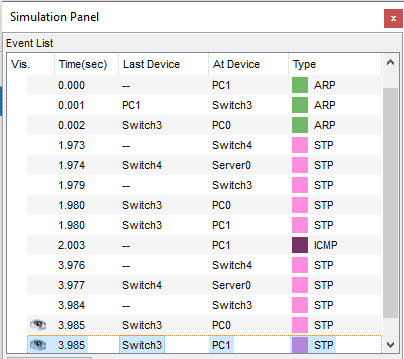 Simulation Panel
x
Event List
Vis. Time(sec) Last Device At Device Type
0.000 -- PC1 ARP
0.001 PC1 Switch3 ARP
0.002 Switch3 PC0 ARP
1.973 -- Switch4 STP
1.974 Switch4 Server0 STP
1.979 -- Switch3 STP
1.980 Switch3 PC0 STP
1.980 Switch3 PC1 STP
2.003 -- PC1 ICMP
3.976 -- Switch4 STP
3.977 Switch4 Server0 STP
3.984 -- Switch3 STP
3.985 Switch3 PC0 STP
3.985 Switch3 PC1 STP